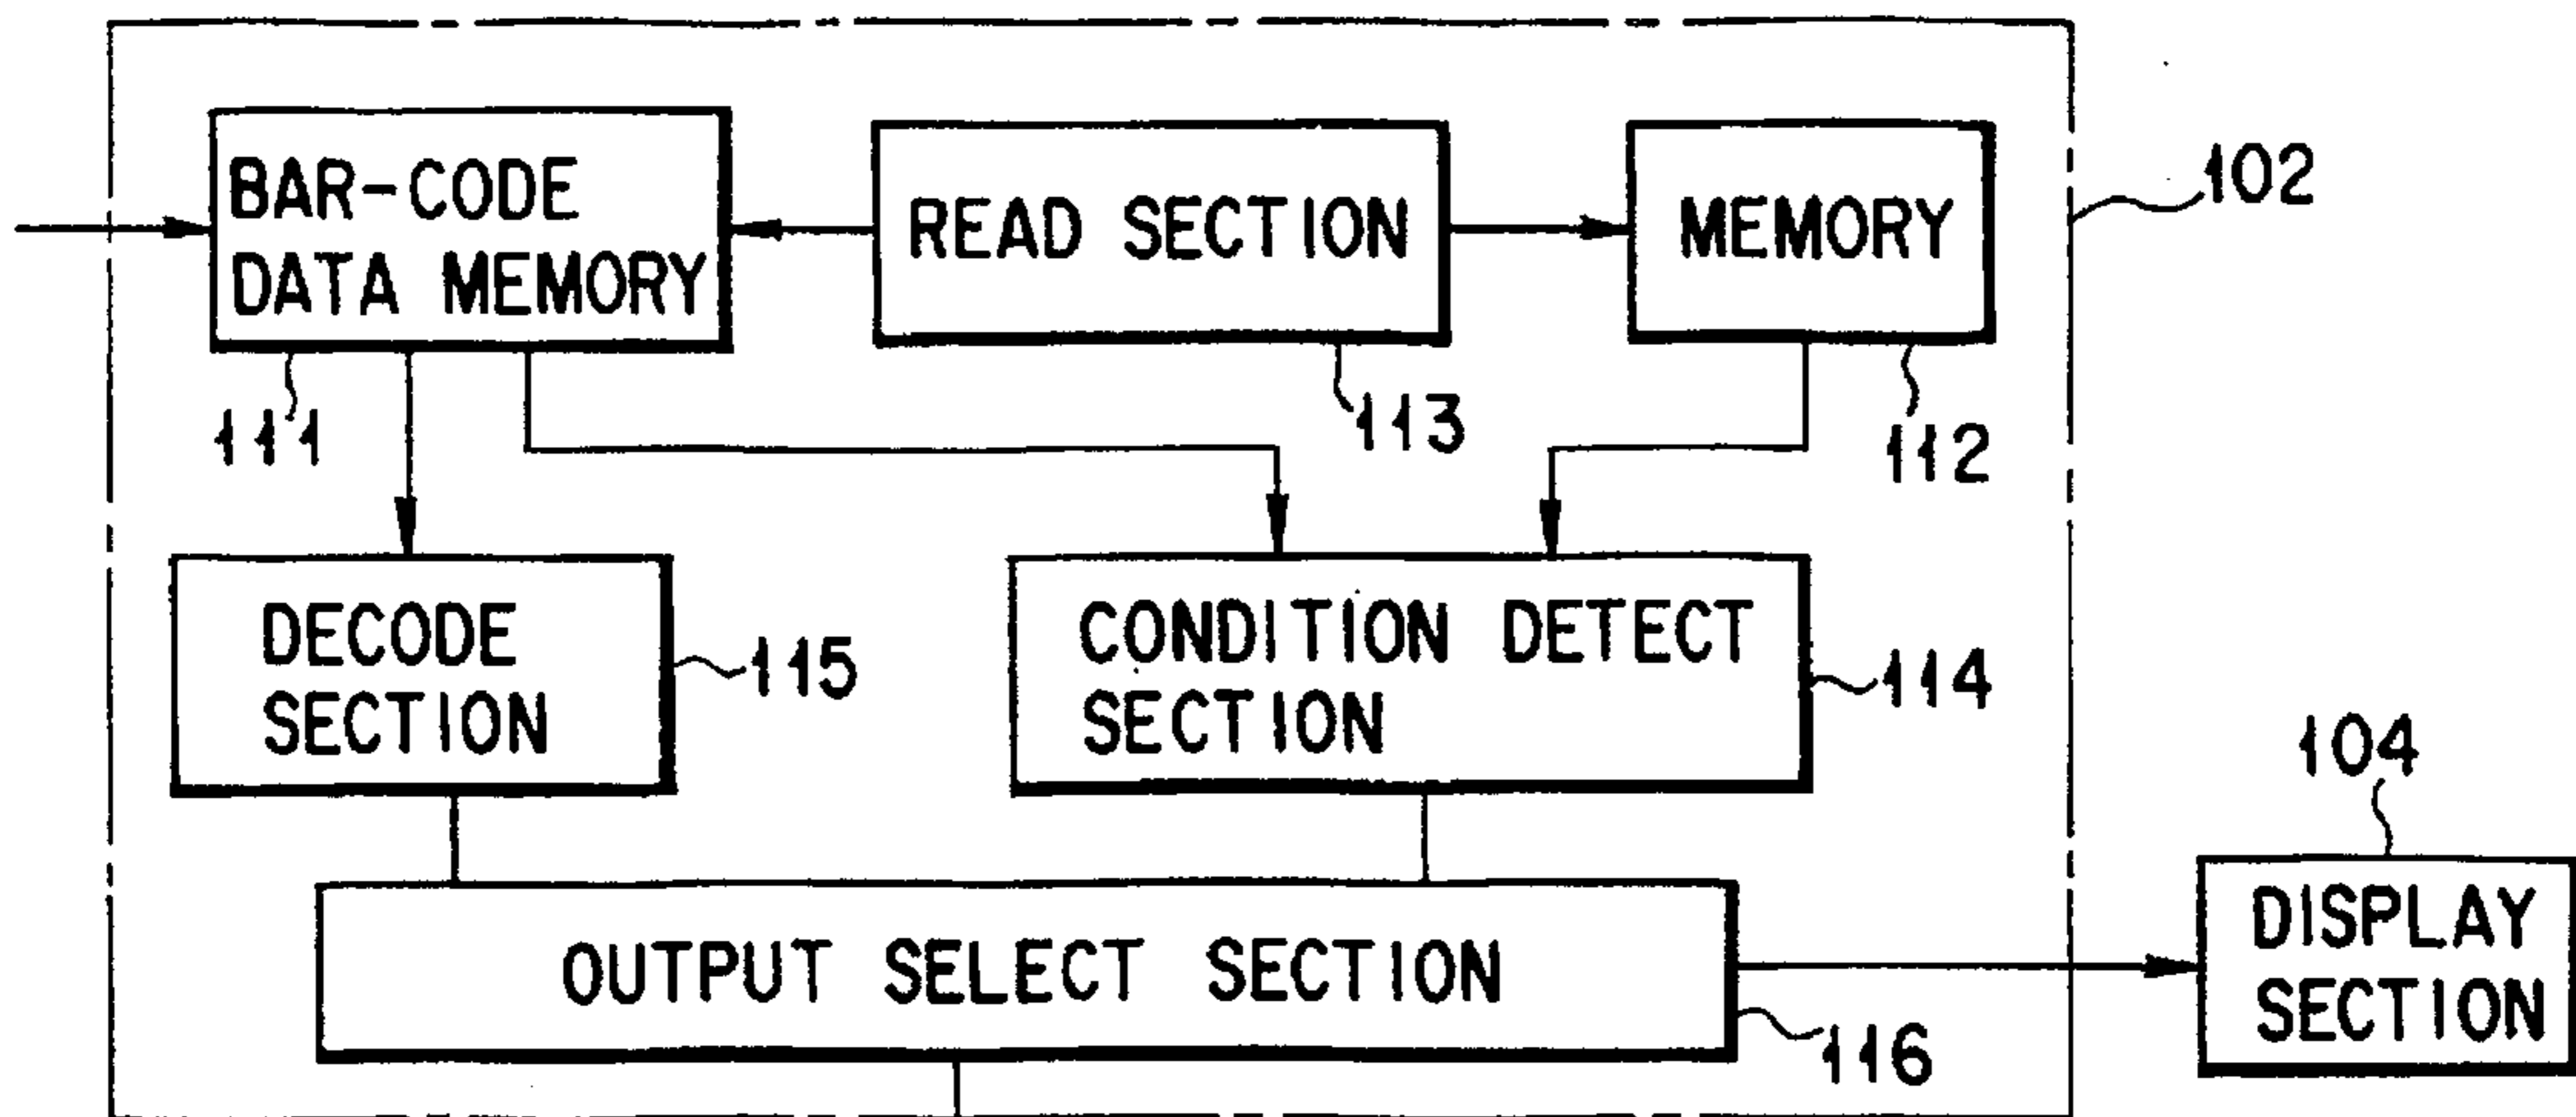 BAR-CODE
DATA MEMORY
READ SECTION
MEMORY
102
111
113
112
DECODE
SECTION
115
CONDITION DETECT
SECTION
114
104
OUTPUT SELECT SECTION
116
DISPLAY
SECTION